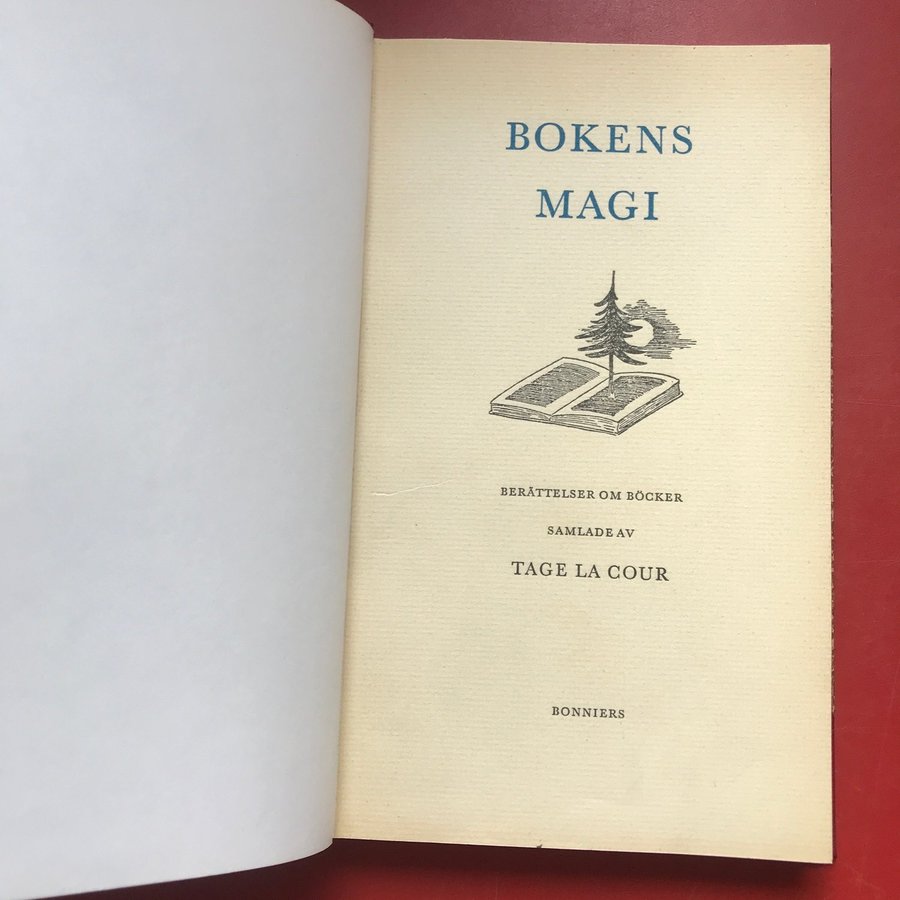 BOKENS
MAGI
BERÄTTELSER OM BÖCKER
SAMLADE AV
TAGE LA COUR
BONNIERS